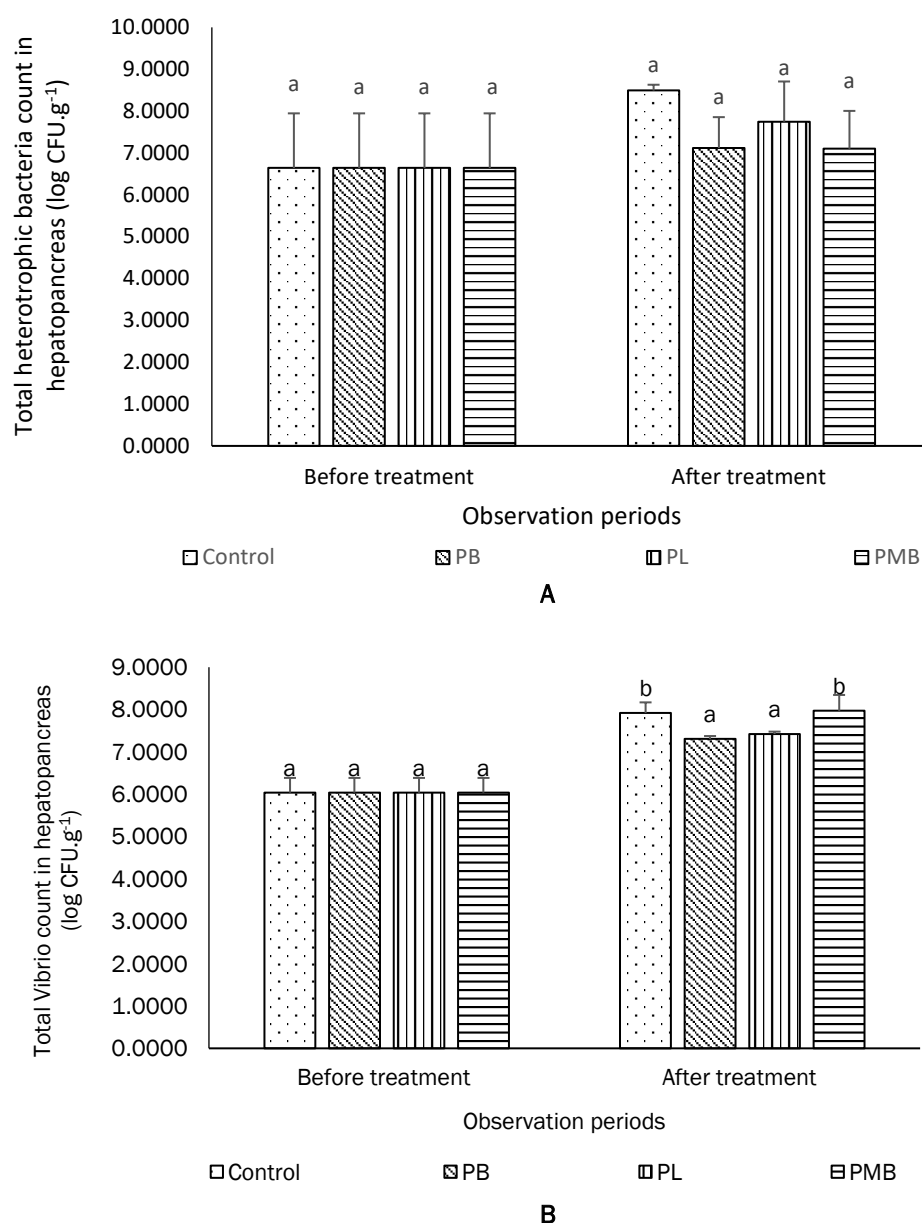 10.0000
9.0000
8.0000
7.0000
6.0000
5.0000
4.0000
3.0000
2.0000
1.0000
0.0000
Total heterotrophic bacteria count in
hepatopancreas (log CFU.g-1)
a a a a a a a a
Before treatment After treatment
Observation periods
Control PB PL PMB
A
9.0000
8.0000
7.0000
6.0000
5.0000
4.0000
3.0000
2.0000
1.0000
0.0000
Total Vibrio count in hepatopancreas
(log CFU.g-1)
a a a a b a a b
Before treatment After treatment
Observation periods
Control PB PL PMB
B